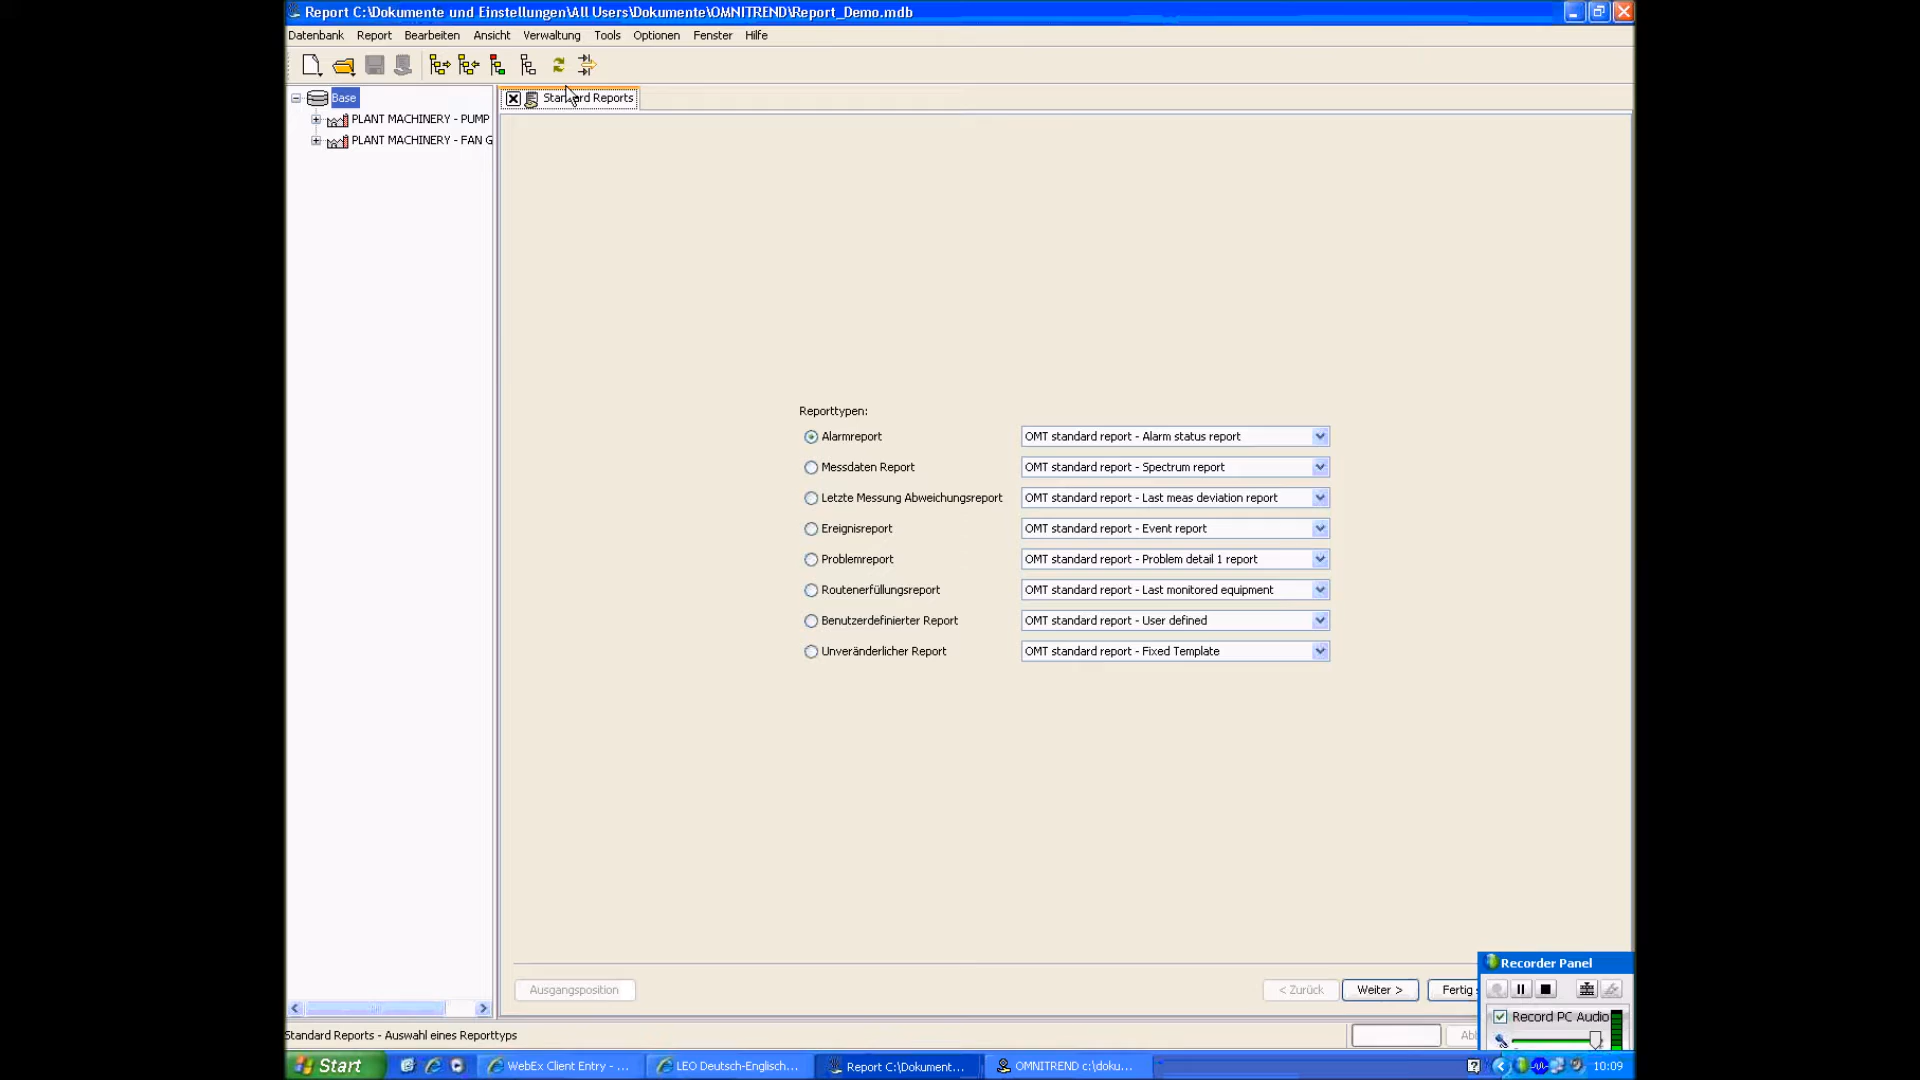 Report C:\Dokumente und Einstellungen\All Users\Dokumente\OMNITREND\Report_Demo.mdb
Datenbank Report Bearbeiten Ansicht Verwaltung Tools Optionen Fenster Hilfe
Base
Standard Reports
PLANT MACHINERY - PUMP
PLANT MACHINERY - FAN G
Reporttypen:
Alarmreport OMT standard report - Alarm status report
Messdaten Report OMT standard report - Spectrum report
Letzte Messung Abweichungsreport OMT standard report - Last meas deviation report
Ereignisreport OMT standard report - Event report
Problemreport OMT standard report - Problem detail 1 report
Routenerfüllungsreport OMT standard report - Last monitored equipment
Benutzerdefinierter Report OMT standard report - User defined
Unveränderlicher Report OMT standard report - Fixed Template
Recorder Panel
Ausgangsposition < Zurück Weiter > Fertig
Record PC Audio
Standard Reports - Auswahl eines Reporttyps Abb
Start WebEx Client Entry - ... LEO Deutsch-Englisch... Report C:\Dokument... OMNITREND c:\doku... 10:09